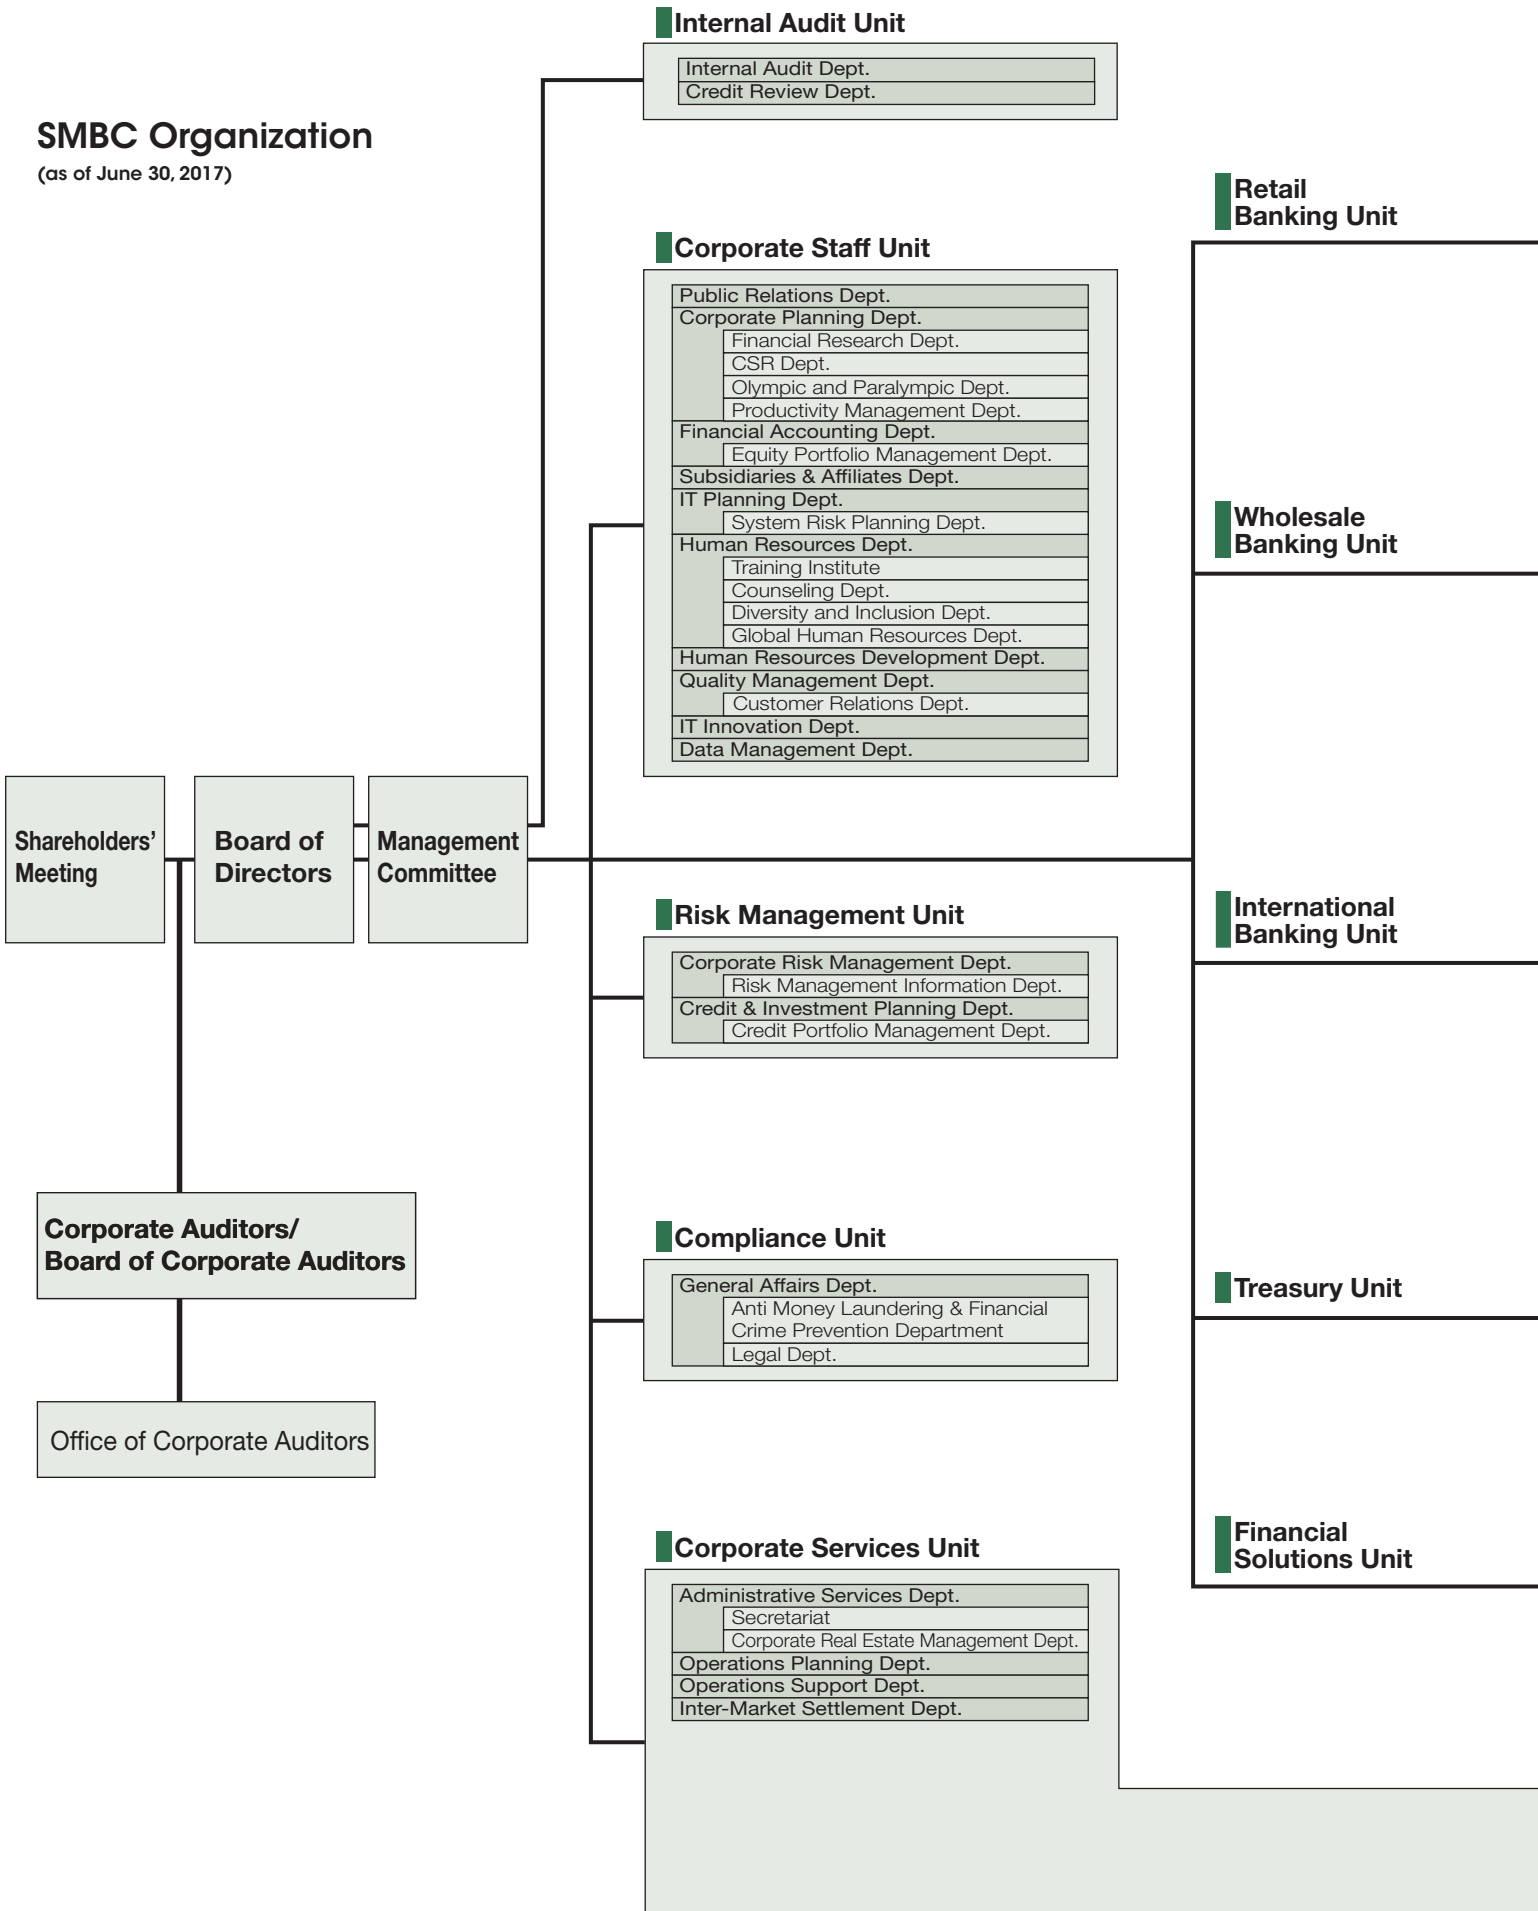 SMBC Organization
(as of June 30, 2017)
Internal Audit Unit
Internal Audit Dept.
Credit Review Dept.
Corporate Staff Unit
Public Relations Dept.
Corporate Planning Dept.
Financial Research Dept.
CSR Dept.
Olympic and Paralympic Dept.
Productivity Management Dept.
Financial Accounting Dept.
Equity Portfolio Management Dept.
Subsidiaries & Affiliates Dept.
IT Planning Dept.
System Risk Planning Dept.
Human Resources Dept.
Training Institute
Counseling Dept.
Diversity and Inclusion Dept.
Global Human Resources Dept.
Human Resources Development Dept.
Quality Management Dept.
Customer Relations Dept.
IT Innovation Dept.
Data Management Dept.
Shareholders'
Meeting
Board of
Directors
Management
Committee
Risk Management Unit
Corporate Risk Management Dept.
Risk Management Information Dept.
Credit & Investment Planning Dept.
Credit Portfolio Management Dept.
Corporate Auditors/
Board of Corporate Auditors
Office of Corporate Auditors
Compliance Unit
General Affairs Dept.
Anti Money Laundering & Financial
Crime Prevention Department
Legal Dept.
Corporate Services Unit
Administrative Services Dept.
Secretariat
Corporate Real Estate Management Dept.
Operations Planning Dept.
Operations Support Dept.
Inter-Market Settlement Dept.
Retail
Banking Unit
Wholesale
Banking Unit
International
Banking Unit
Treasury Unit
Financial
Solutions Unit